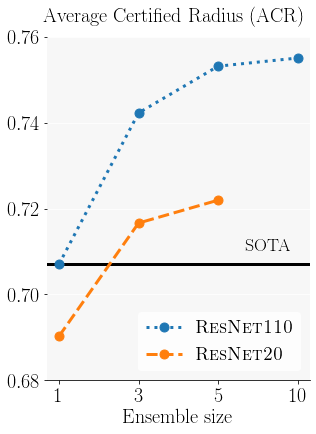 Average Certified Radius (ACR)
0.76
0.74
0.72
SOTA
0.70
RESNET110
RESNET20
0.68
1 3 5 10
Ensemble size